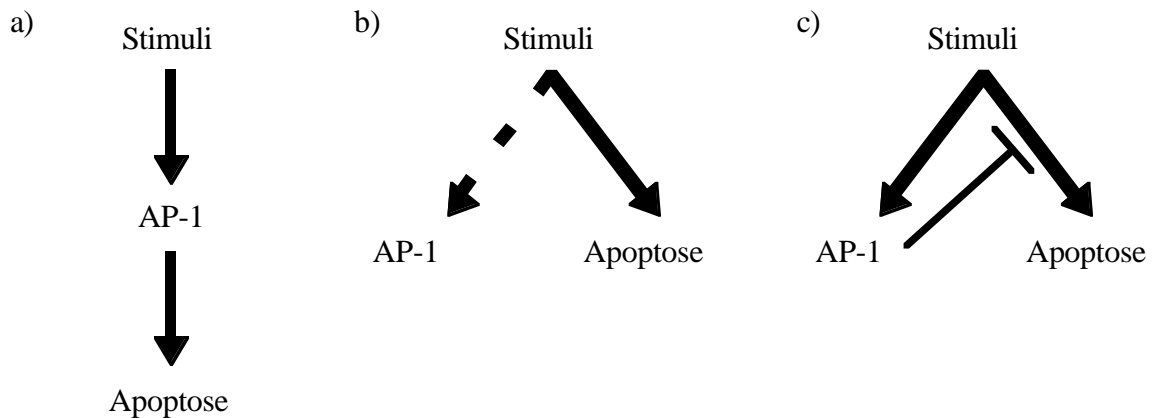 a)
Stimuli
AP-1
Apoptose
b)
Stimuli
AP-1
Apoptose
c)
Stimuli
AP-1
Apoptose